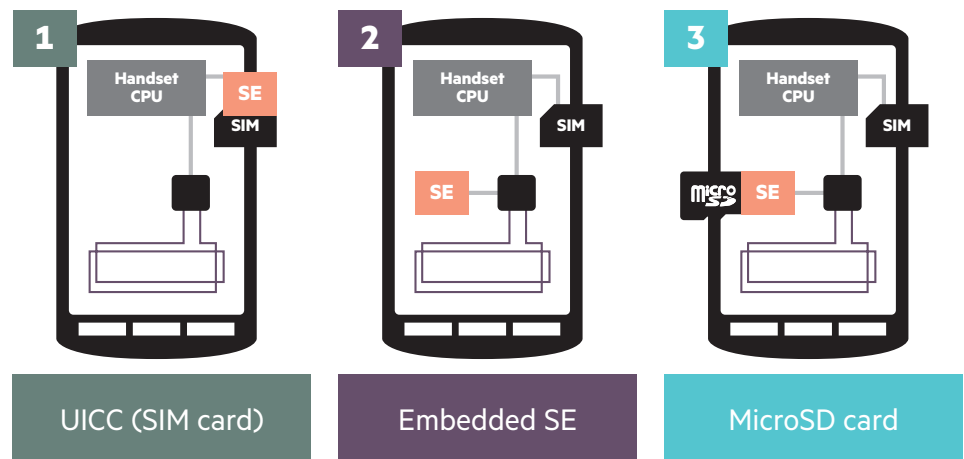 1
Handset
CPU
SE
SIM
UICC (SIM card)
2
Handset
CPU
SIM
SE
Embedded SE
3
Handset
CPU
SIM
Micro
SD
SE
MicroSD card